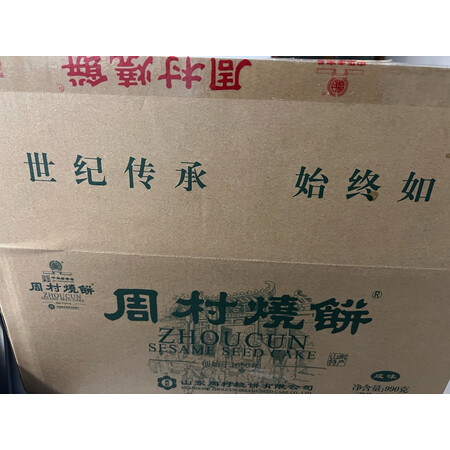 周村燒餅
世纪传承 始终如
周村燒餅
ZHOUCUN
周村燒餅®
ZHOUCUN
SESAME SEED CAKE
山东周村烧饼有限公司
净含量:990克